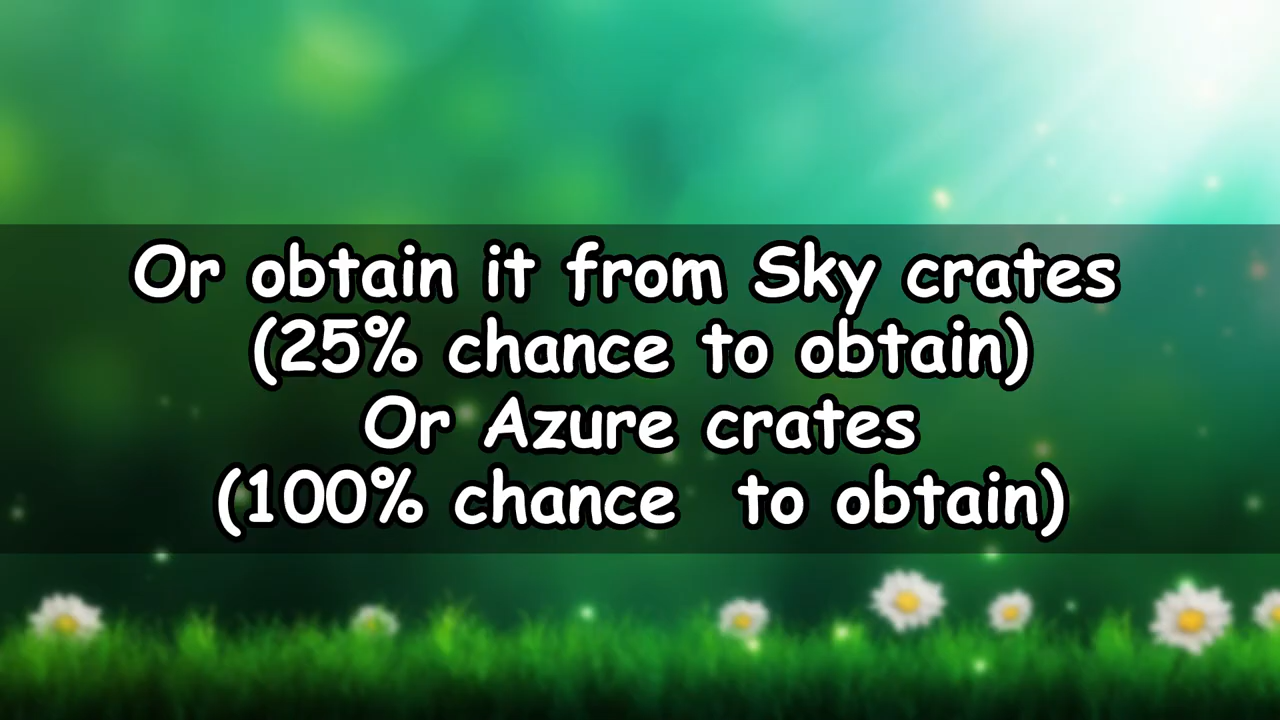 Or obtain it from Sky crates
(25% chance to obtain)
Or Azure crates
(100% chance  to obtain)